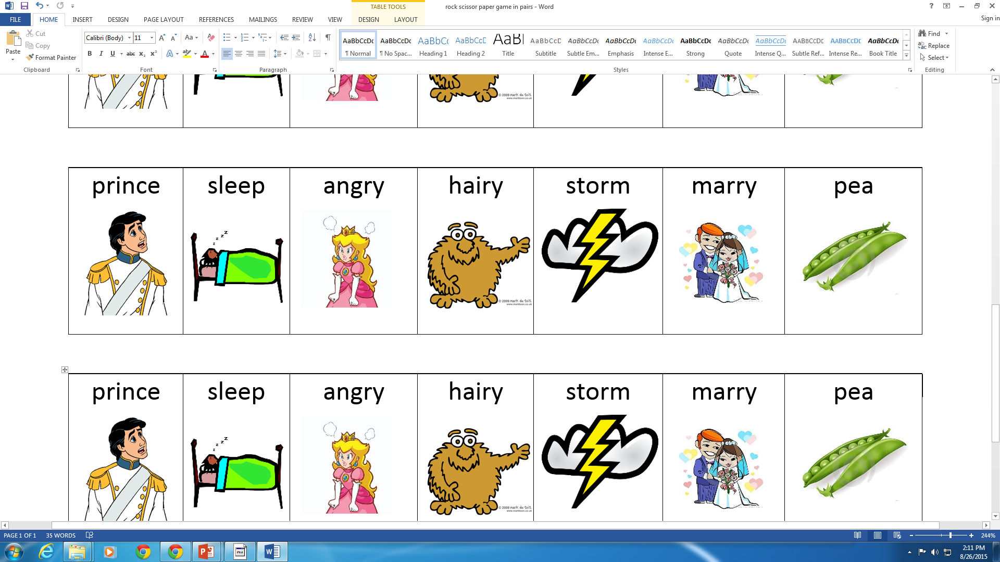 TABLE TOOLS
rock scissor paper game in pairs - Word
?
FILE HOME INSERT DESIGN PAGE LAYOUT REFERENCES MAILINGS REVIEW VIEW DESIGN LAYOUT
Sign in
Paste
Cut
Copy
Format Painter
Clipboard
Calibri (Body) 11
Font
Paragraph
AaBbCcDc AaBbCcDc AaBbCc AaBbCcD AaBl AaBbCcD AaBbCcDc AaBbCcDc AaBbCcDc AaBbCcDc AaBbCcDc AaBbCcDc AABBCCDE AABBCCDE AaBbCcDc
¶ Normal ¶ No Spac... Heading 1 Heading 2 Title Subtitle Subtle Em... Emphasis Intense E... Strong Quote Intense Q... Subtle Ref... Intense Re... Book Title
Styles
Find
Replace
Select
Editing
© 2009 mark du toit.
www.marktoon.co.uk
prince sleep angry hairy storm marry pea
z z z z
© 2009 mark du toit.
www.marktoon.co.uk
prince sleep angry hairy storm marry pea
z z z z
© 2009 mark du toit.
www.marktoon.co.uk
PAGE 1 OF 1 35 WORDS
244%
2:11 PM
8/26/2015